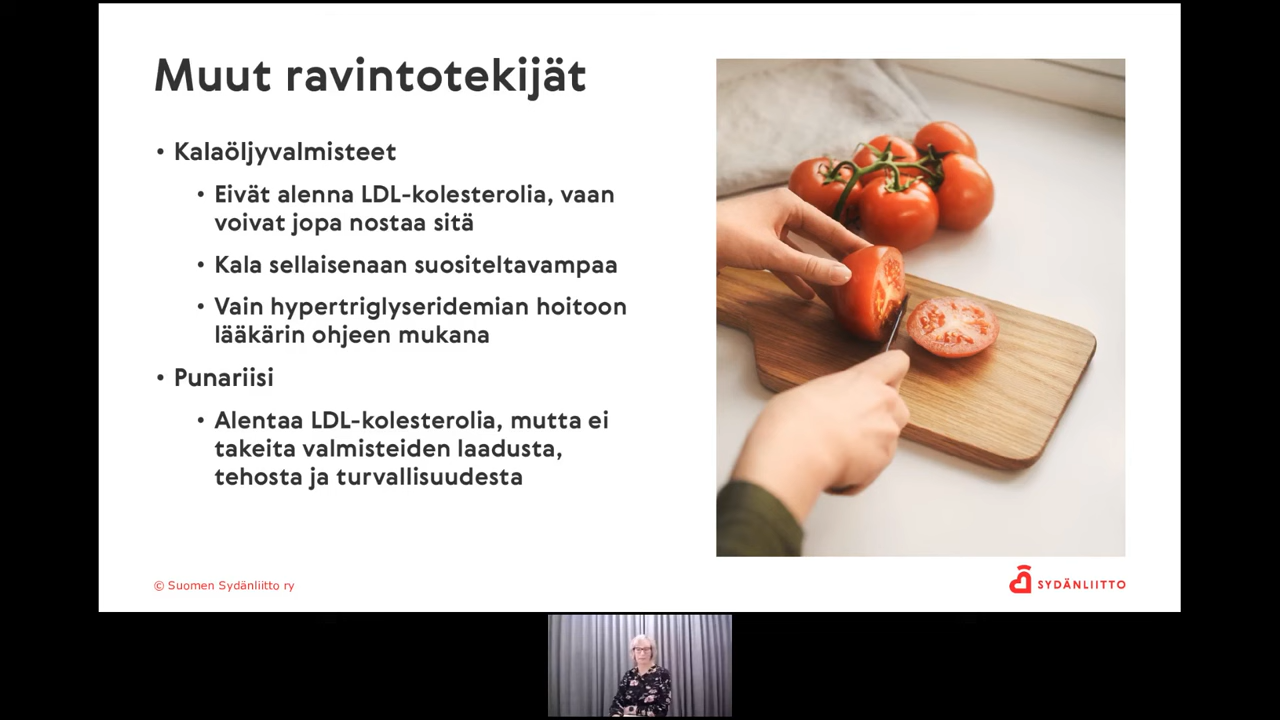 Muut ravintotekijät
• Kalaöljyvalmisteet
• Eivät alenna LDL-kolesterolia, vaan
voivat jopa nostaa sitä
• Kala sellaisenaan suositeltavampaa
• Vain hypertriglyseridemian hoitoon
lääkärin ohjeen mukana
• Punariisi
• Alentaa LDL-kolesterolia, mutta ei
takeita valmisteiden laadusta,
tehosta ja turvallisuudesta
© Suomen Sydänliitto ry
SYDÄNLIITTO